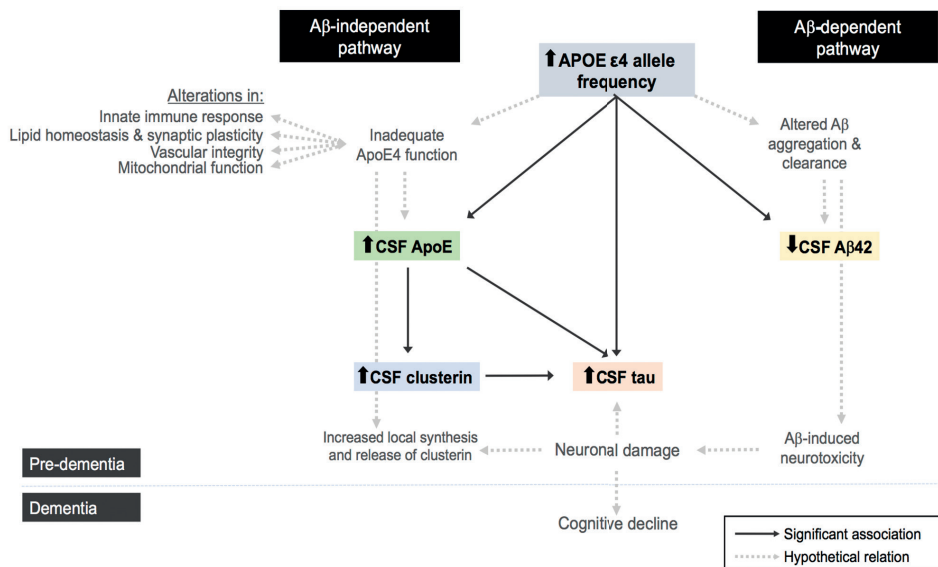 Aβ-independent
pathway
⬆APOE ε4 allele
frequency
Aβ-dependent
pathway
Alterations in:
Innate immune response
Lipid homeostasis & synaptic plasticity
Vascular integrity
Mitochondrial function
Inadequate
ApoE4 function
Altered Aβ
aggregation &
clearance
⬆CSF ApoE
⬇CSF Aβ42
⬆CSF clusterin
⬆CSF tau
Increased local synthesis
and release of clusterin
Neuronal damage
Aβ-induced
neurotoxicity
Pre-dementia
Dementia
Cognitive decline
Significant association
Hypothetical relation